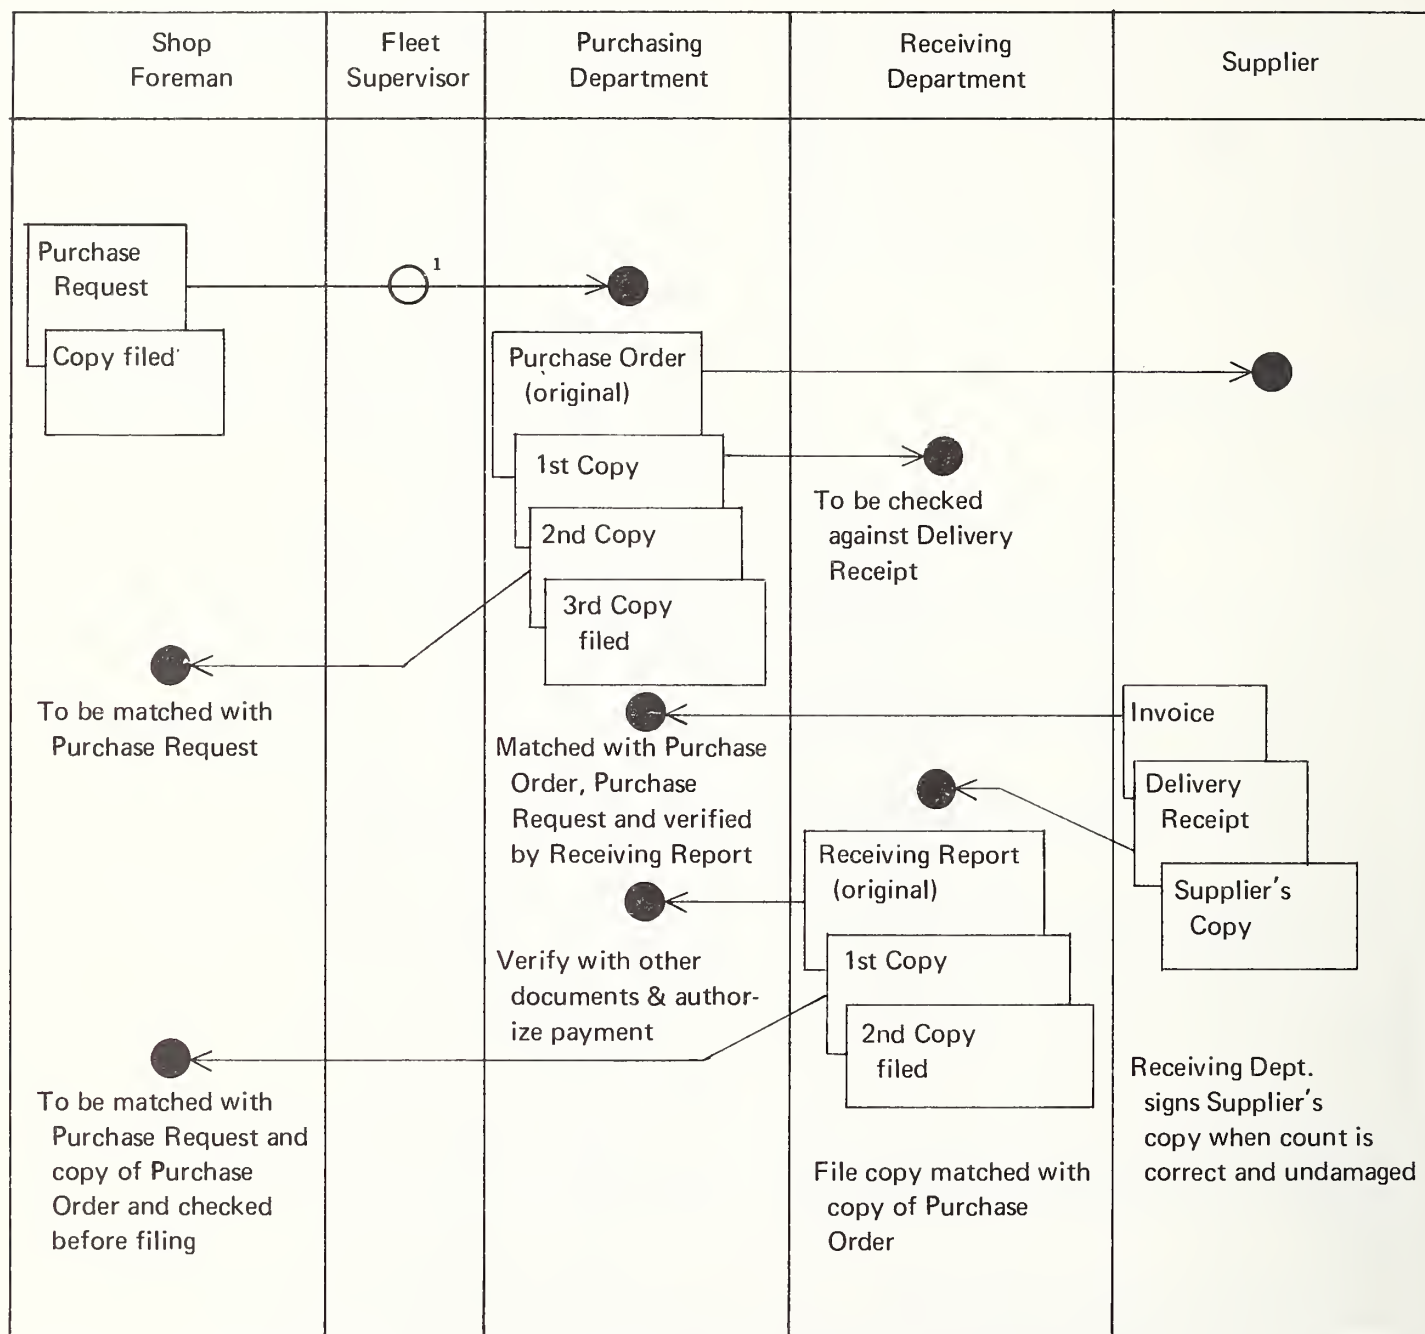 Shop
Foreman
Fleet
Supervisor
Purchasing
Department
Receiving
Department
Supplier
Purchase
Request
Copy filed
1
Purchase Order
(original)
1st Copy
2nd Copy
3rd Copy
filed
To be checked
against Delivery
Receipt
To be matched with
Purchase Request
Matched with Purchase
Order, Purchase
Request and verified
by Receiving Report
Invoice
Delivery
Receipt
Supplier's
Copy
Receiving Report
(original)
1st Copy
2nd Copy
filed
Verify with other
documents & author-
ize payment
To be matched with
Purchase Request and
copy of Purchase
Order and checked
before filing
File copy matched with
copy of Purchase
Order
Receiving Dept.
signs Supplier's
copy when count is
correct and undamaged